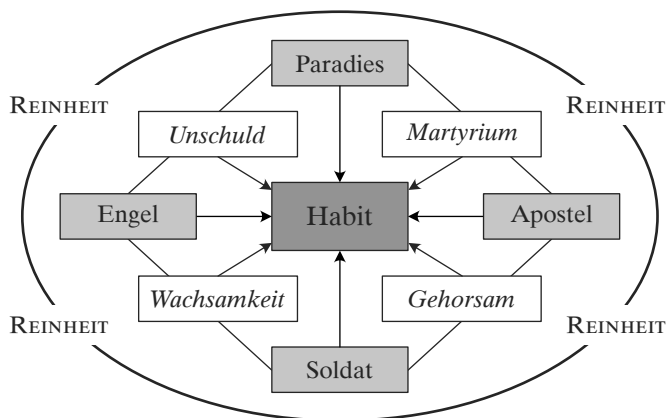 Paradies
REINHEIT REINHEIT
Unschuld Martyrium
Engel Habit Apostel
Wachsamkeit Gehorsam
REINHEIT REINHEIT
Soldat